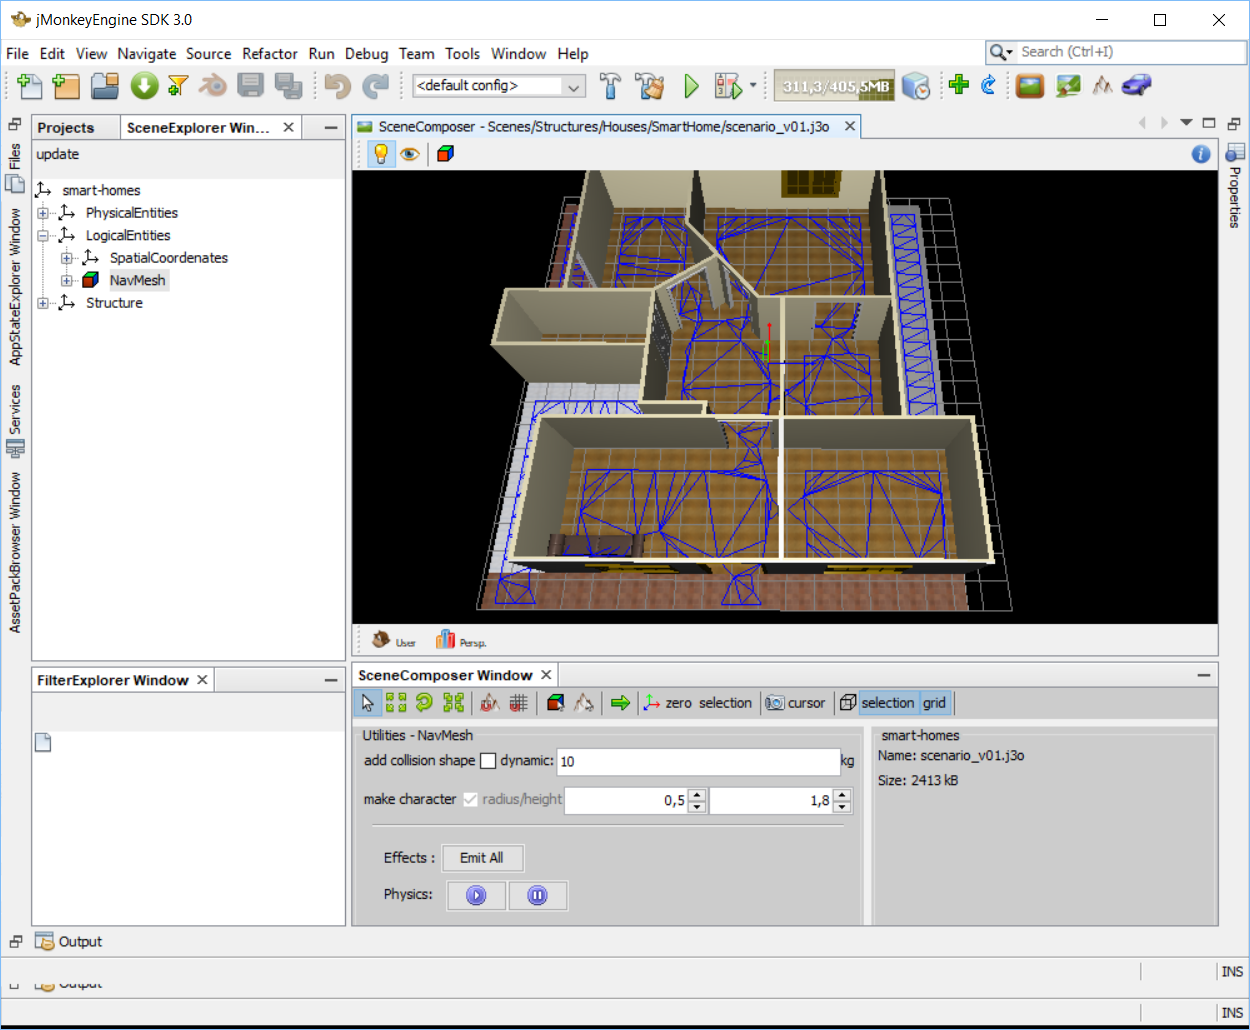 jMonkeyEngine SDK 3.0
File Edit View Navigate Source Refactor Run Debug Team Tools Window Help
Search (Ctrl+I)
<default config>
311,3/405,5MB
Projects
SceneExplorer Win...
SceneComposer - Scenes/Structures/Houses/SmartHome/scenario_v01.j3o
update
Files
AppStateExplorer Window
Services
AssetPackBrowser Window
Properties
smart-homes
PhysicalEntities
LogicalEntities
SpatialCoordenates
NavMesh
Structure
User
Persp.
FilterExplorer Window
SceneComposer Window
zero selection
cursor
selection
grid
Utilities - NavMesh
add collision shape
dynamic:
10
kg
make character
radius/height
0,5
1,8
Effects :
Emit All
Physics:
smart-homes
Name: scenario_v01.j3o
Size: 2413 kB
Output
INS
Output
INS